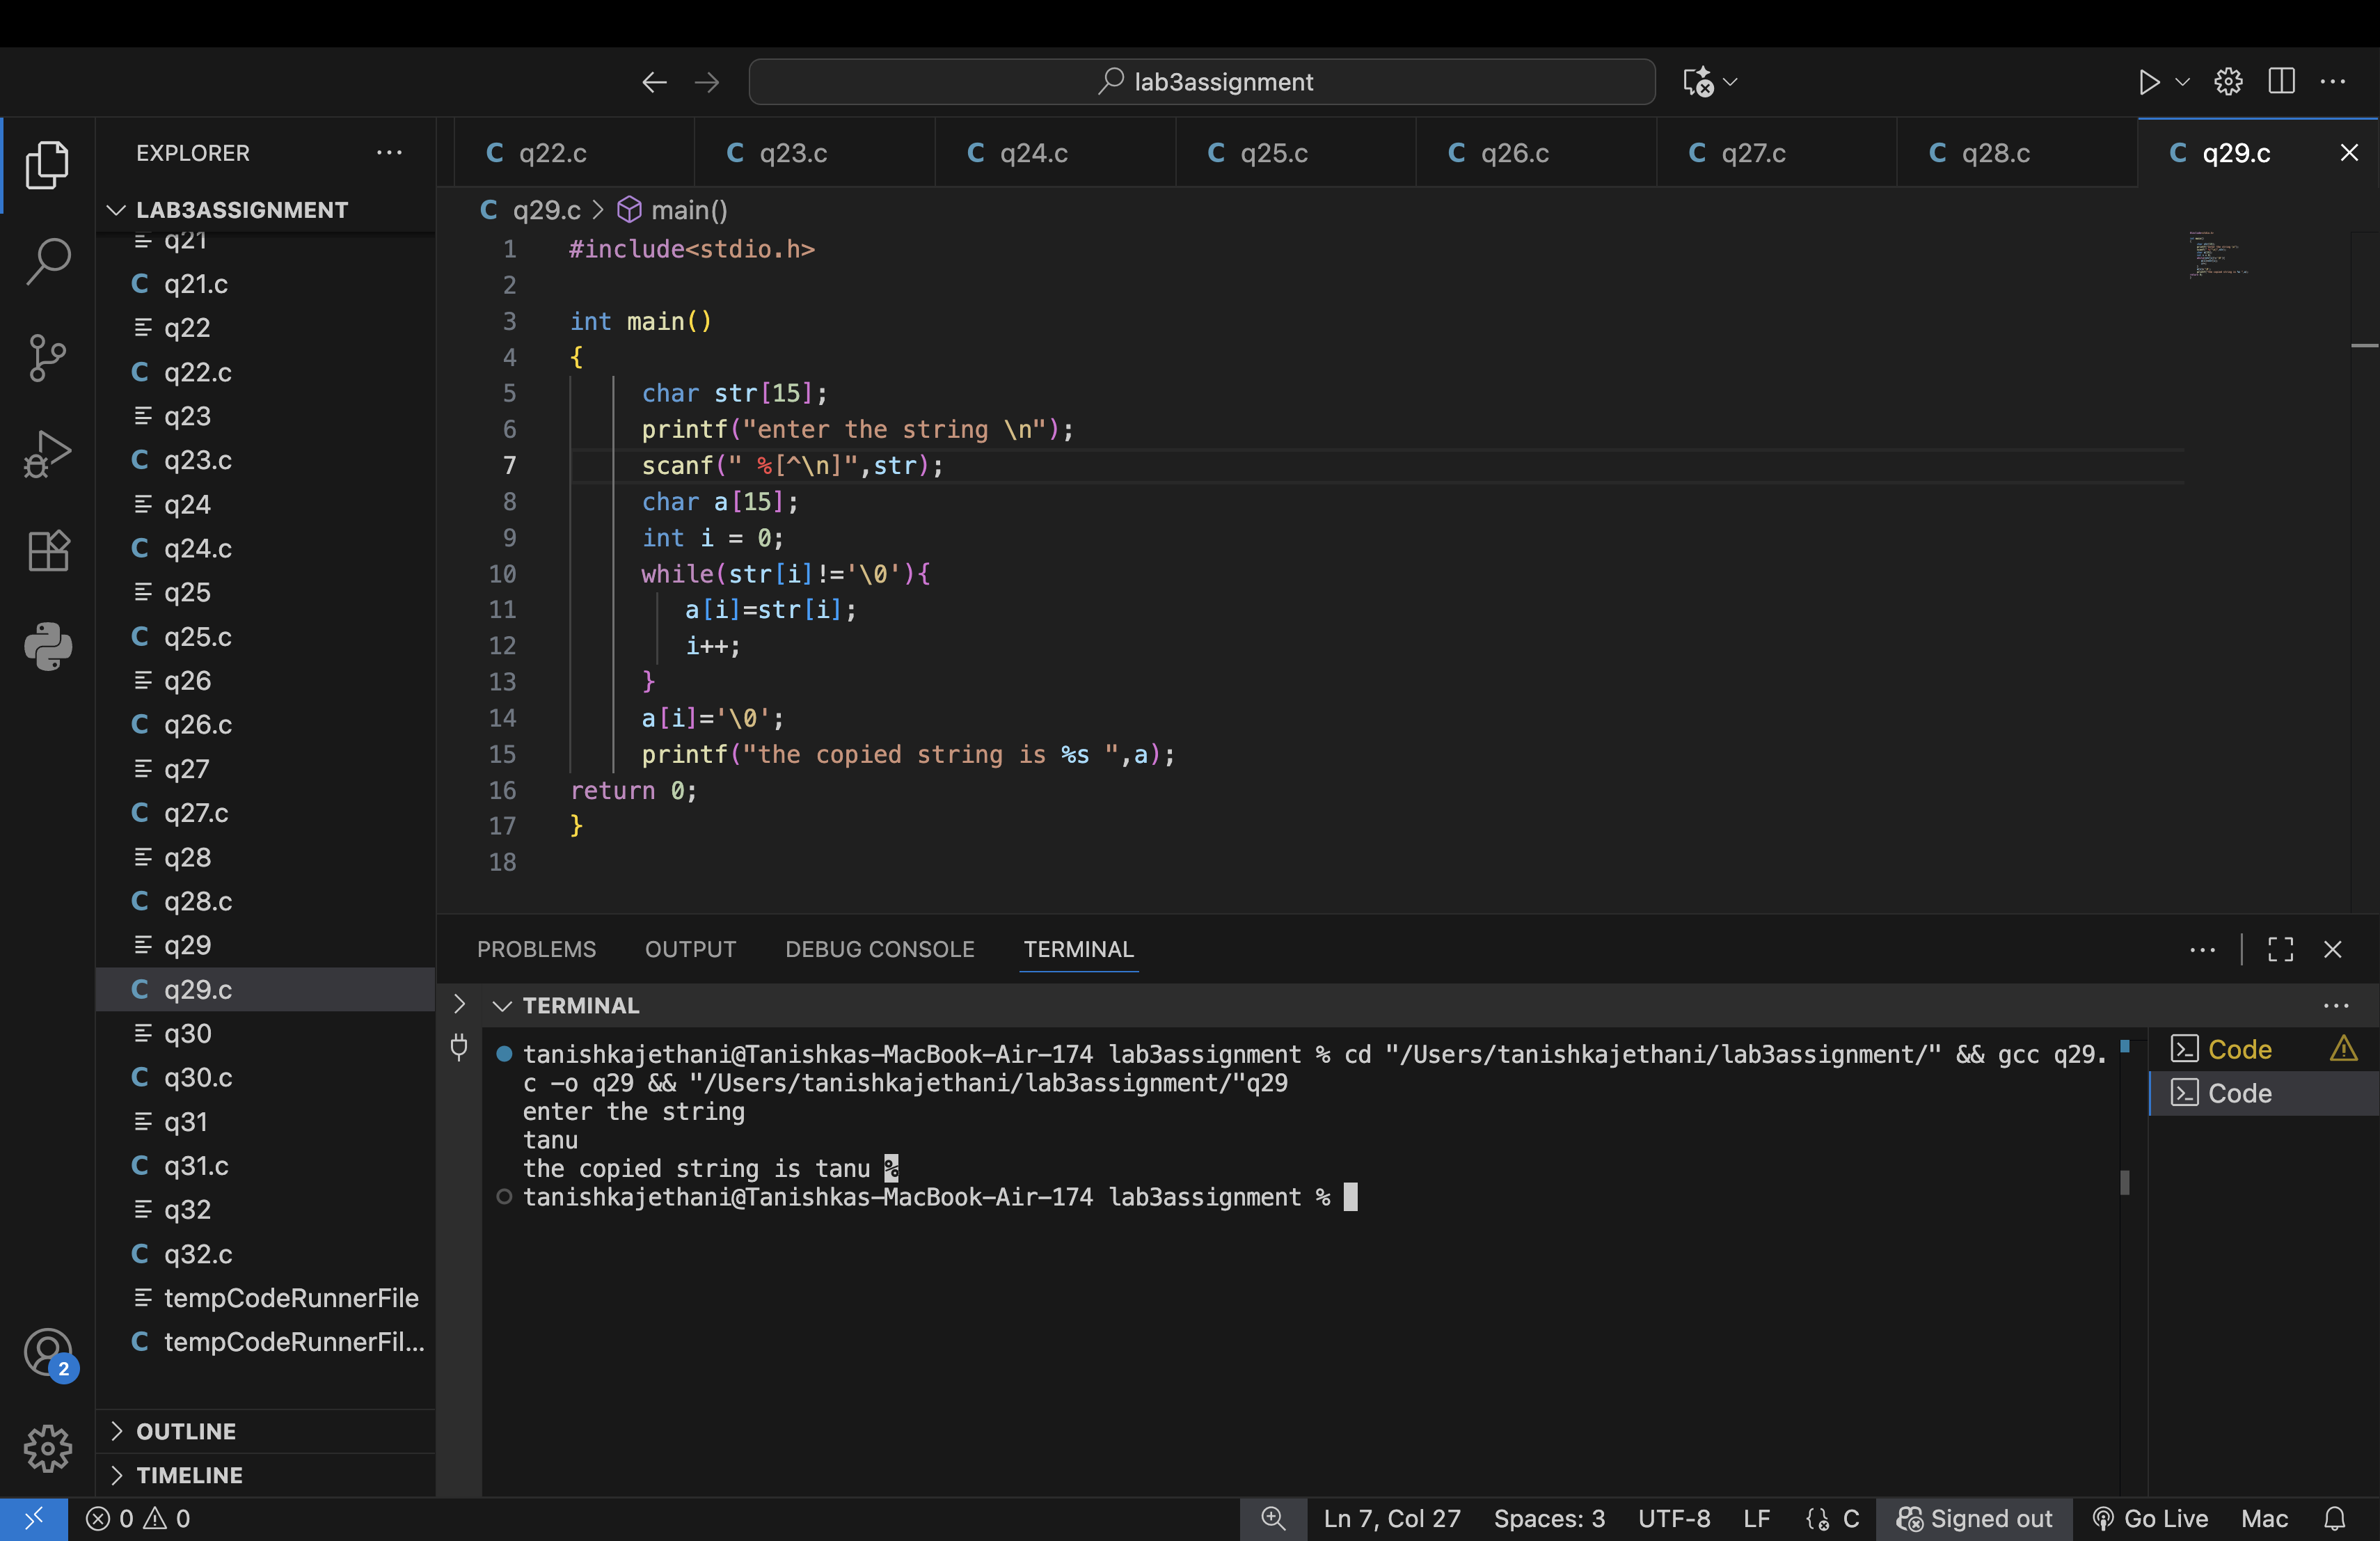 lab3assignment
EXPLORER
LAB3ASSIGNMENT
q21
q21.c
q22
q22.c
q23
q23.c
q24
q24.c
q25
q25.c
q26
q26.c
q27
q27.c
q28
q28.c
q29
q29.c
q30
q30.c
q31
q31.c
q32
q32.c
tempCodeRunnerFile
tempCodeRunnerFil...
OUTLINE
TIMELINE
q22.c q23.c q24.c q25.c q26.c q27.c q28.c q29.c
q29.c > main()
1 #include<stdio.h>
2
3 int main()
4 {
5 char str[15];
6 printf("enter the string \n");
7 scanf(" %[^\n]",str);
8 char a[15];
9 int i = 0;
10 while(str[i]!='\0'){
11 a[i]=str[i];
12 i++;
13 }
14 a[i]='\0';
15 printf("the copied string is %s ",a);
16 return 0;
17 }
18
PROBLEMS OUTPUT DEBUG CONSOLE TERMINAL
TERMINAL
tanishkajethani@Tanishkas-MacBook-Air-174 lab3assignment % cd "/Users/tanishkajethani/lab3assignment/" && gcc q29.
c -o q29 && "/Users/tanishkajethani/lab3assignment/"q29
enter the string
tanu
the copied string is tanu %
tanishkajethani@Tanishkas-MacBook-Air-174 lab3assignment %
Code
Code
2
0 0 Ln 7, Col 27 Spaces: 3 UTF-8 LF C Signed out Go Live Mac